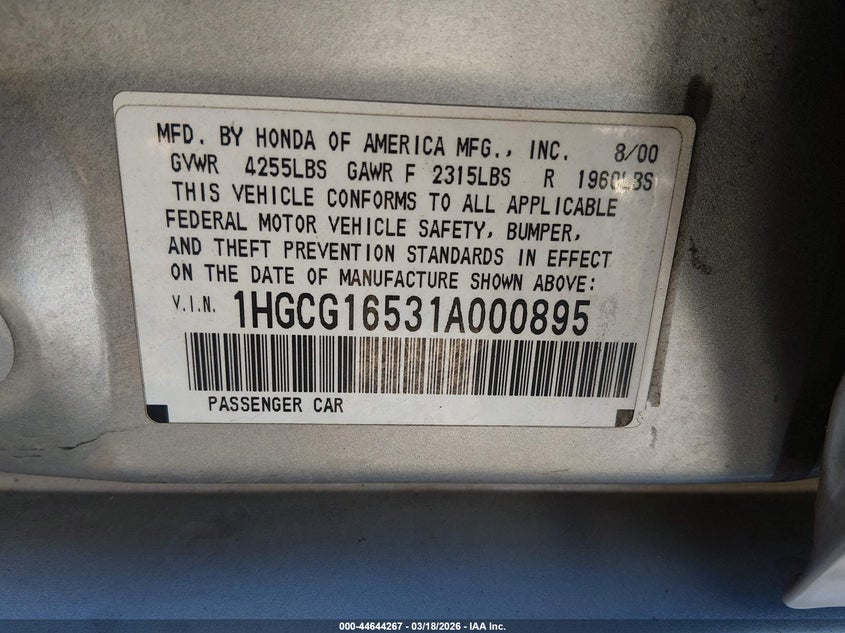 MFD. BY HONDA OF AMERICA MFG., INC. 8/00
GVWR 4255LBS GAWR F 2315LBS R 1960LBS
THIS VEHICLE CONFORMS TO ALL APPLICABLE
FEDERAL MOTOR VEHICLE SAFETY, BUMPER,
AND THEFT PREVENTION STANDARDS IN EFFECT
ON THE DATE OF MANUFACTURE SHOWN ABOVE:
V.I.N. 1HGCG16531A000895
PASSENGER CAR
000-44644267 - 03/18/2026 - IAA Inc.